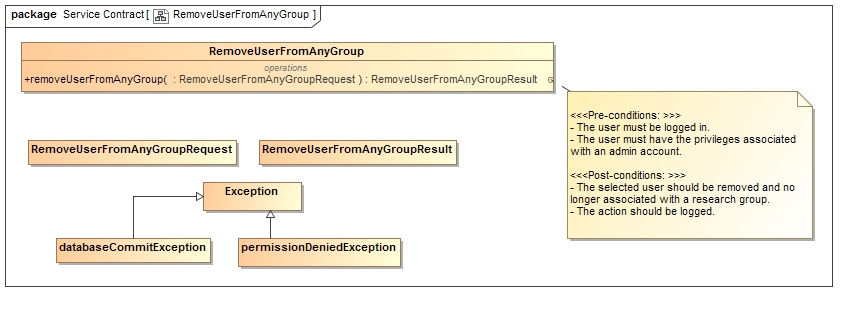 package Service Contract [ RemoveUserFromAnyGroup ]
RemoveUserFromAnyGroup
operations
+removeUserFromAnyGroup( : RemoveUserFromAnyGroupRequest ) : RemoveUserFromAnyGroupResult
<<<Pre-conditions: >>>
- The user must be logged in.
- The user must have the privileges associated
with an admin account.
<<<Post-conditions: >>>
- The selected user should be removed and no
longer associated with a research group.
- The action should be logged.
RemoveUserFromAnyGroupRequest
RemoveUserFromAnyGroupResult
Exception
databaseCommitException
permissionDeniedException